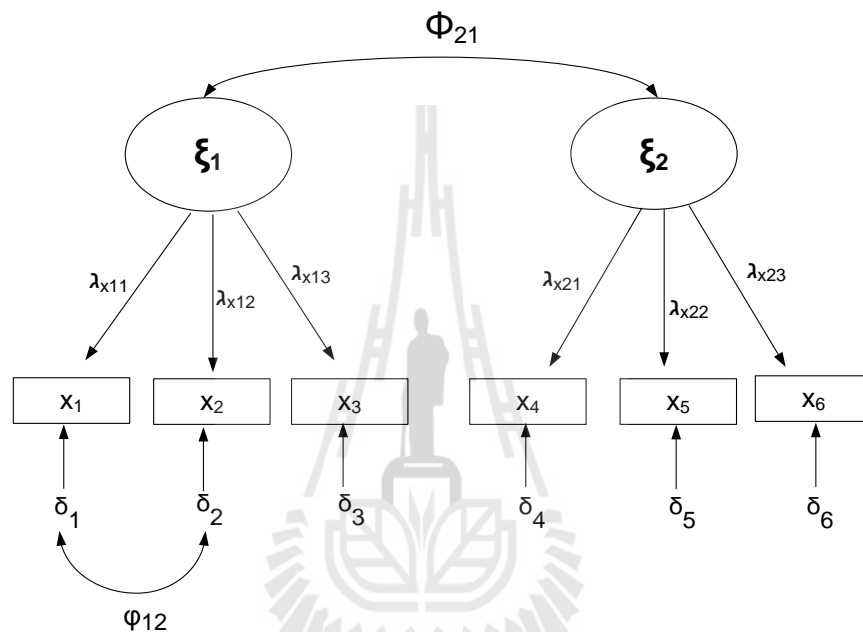 Φ21
ξ1 ξ2
λx11 λx12 λx13 λx21 λx22 λx23
x1 x2 x3 x4 x5 x6
δ1 δ2 δ3 δ4 δ5 δ6
φ12